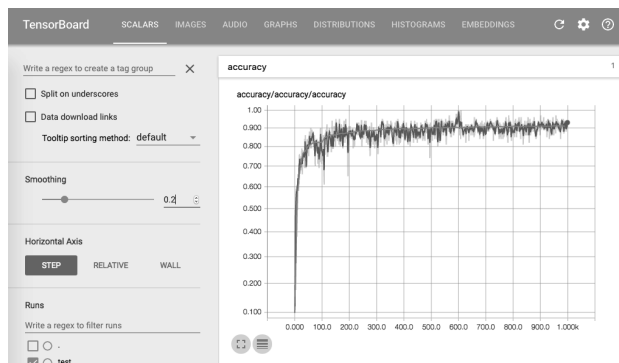 TensorBoard SCALARS IMAGES AUDIO GRAPHS DISTRIBUTIONS HISTOGRAMS EMBEDDINGS
Write a regex to create a tag group
Split on underscores
Data download links
Tooltip sorting method: default
Smoothing
0.2
Horizontal Axis
STEP RELATIVE WALL
Runs
Write a regex to filter runs
.
test
accuracy 1
accuracy/accuracy/accuracy
1.00
0.900
0.800
0.700
0.600
0.500
0.400
0.300
0.200
0.100
0.000 100.0 200.0 300.0 400.0 500.0 600.0 700.0 800.0 900.0 1.000k